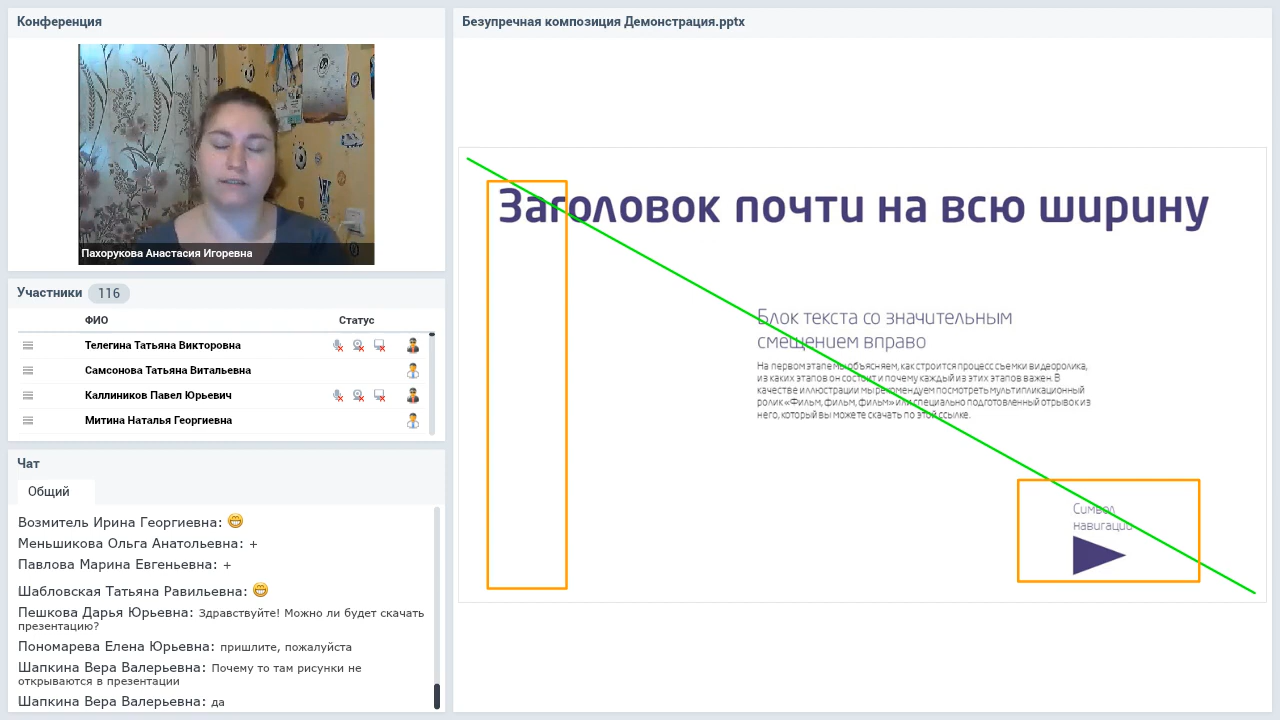 Конференция
Пахорукова Анастасия Игоревна
Участники 116
ФИО Статус
Телегина Татьяна Викторовна
Самсонова Татьяна Витальевна
Каллиников Павел Юрьевич
Митина Наталья Георгиевна
Чат
Общий
Возмитель Ирина Георгиевна:
Меньшикова Ольга Анатольевна: +
Павлова Марина Евгеньевна: +
Шабловская Татьяна Равильевна:
Пешкова Дарья Юрьевна: Здравствуйте! Можно ли будет скачать
презентацию?
Пономарева Елена Юрьевна: пришлите, пожалуйста
Шапкина Вера Валерьевна: Почему то там рисунки не
открываются в презентации
Шапкина Вера Валерьевна: да
Безупречная композиция Демонстрация.pptx
Заголовок почти на всю ширину
Блок текста со значительным
смещением вправо
На первом этапе мы объясняем, как строится процесс съемки видеоролика,
из каких этапов он состоит и почему каждый из этих этапов важен. В
качестве иллюстрации мы рекомендуем посмотреть мультипликационный
ролик «Фильм, фильм, фильм» или специально подготовленный отрывок из
него, который вы можете скачать по этой ссылке.
Символ
навигации